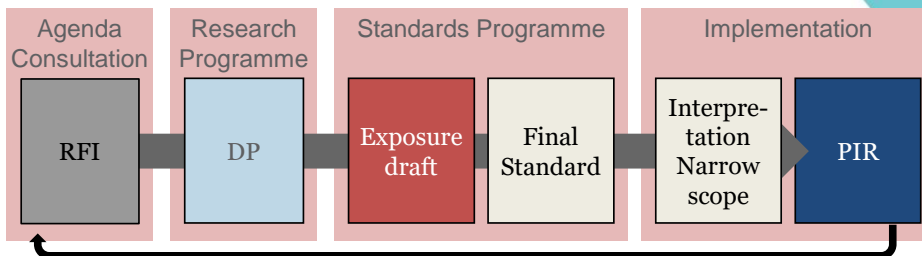 Agenda
Consultation
Research
Programme
Standards Programme
Implementation
RFI
DP
Exposure
draft
Final
Standard
Interpre-
tation
Narrow
scope
PIR